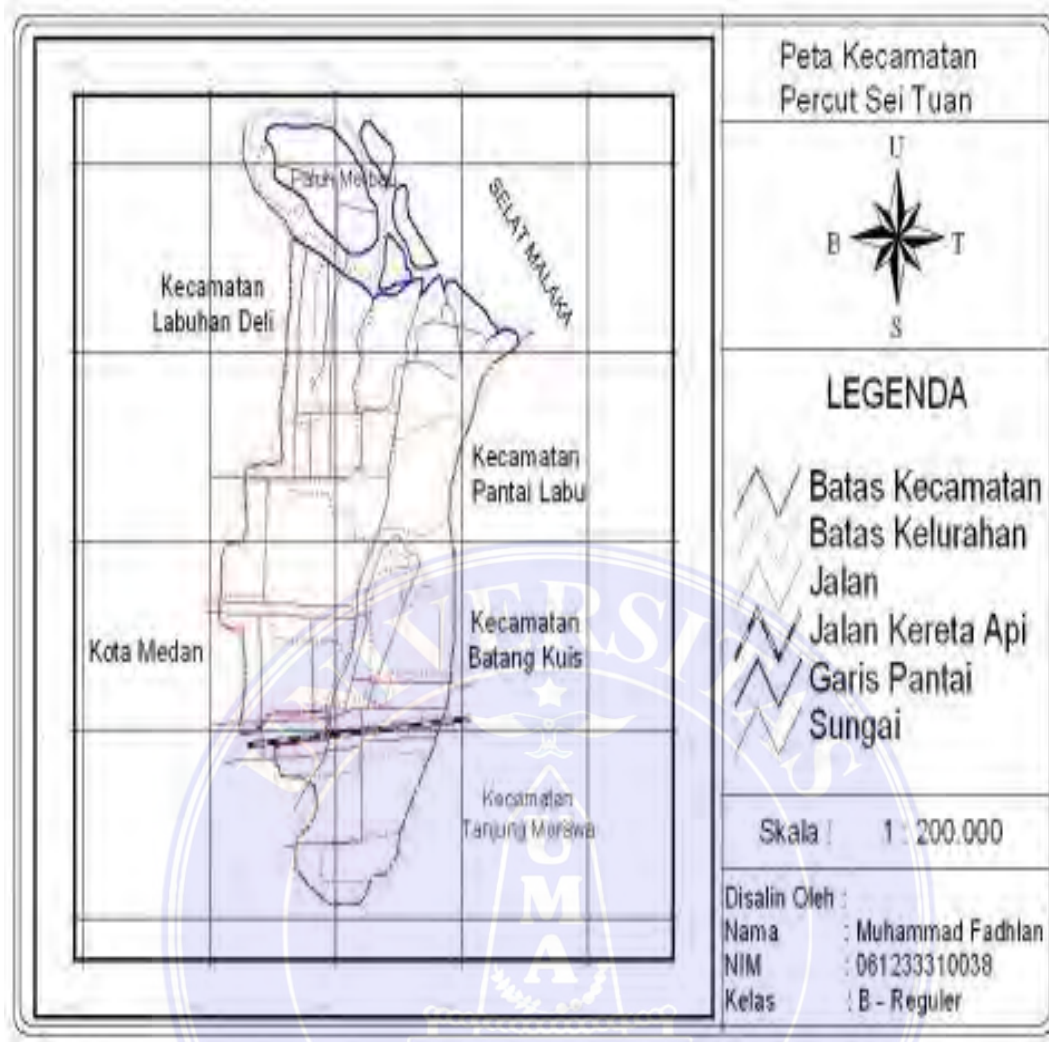 Peta Kecamatan
Percut Sei Tuan
U
B
T
S
LEGENDA
Batas Kecamatan
Batas Kelurahan
Jalan
Jalan Kereta Api
Garis Pantai
Sungai
Skala : 1 : 200.000
Disalin Oleh :
Nama : Muhammad Fadhlan
NIM : 061233310038
Kelas : B - Reguler
SELAT MALAKA
Kecamatan
Labuhan Deli
Kecamatan
Pantai Labu
Kecamatan
Batang Kuis
Kota Medan
Kecamatan
Tanjung Morawa
UMA